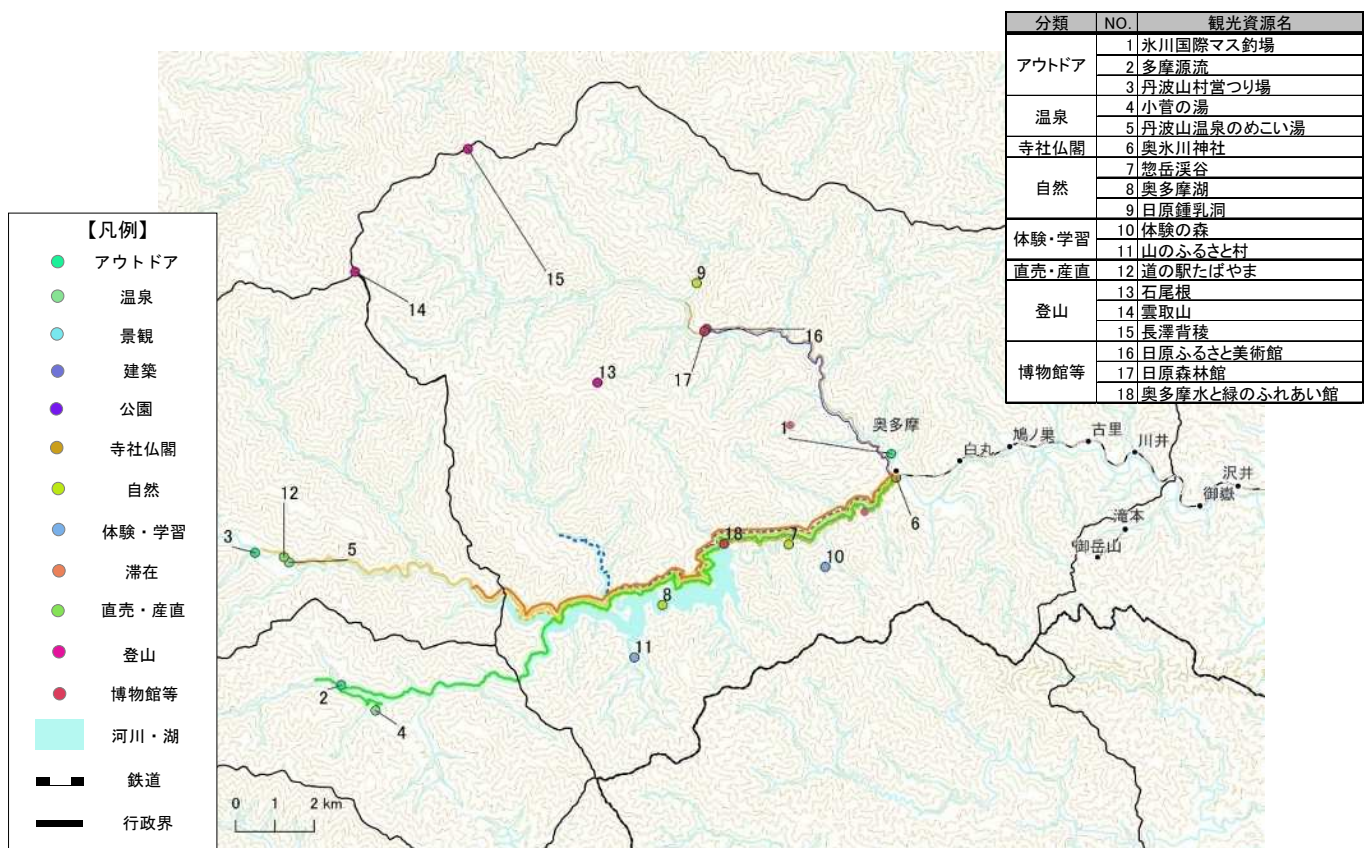 分類 NO. 観光資源名
アウトドア
1 氷川国際マス釣場
2 多摩源流
3 丹波山村営つり場
温泉
4 小菅の湯
5 丹波山温泉のめこい湯
寺社仏閣 6 奥氷川神社
自然
7 惣岳渓谷
8 奥多摩湖
9 日原鍾乳洞
体験・学習
10 体験の森
11 山のふるさと村
直売・産直 12 道の駅たばやま
登山
13 石尾根
14 雲取山
15 長澤背稜
博物館等
16 日原ふるさと美術館
17 日原森林館
18 奥多摩水と緑のふれあい館
【凡例】
アウトドア
温泉
景観
建築
公園
寺社仏閣
自然
体験・学習
滞在
直売・産直
登山
博物館等
河川・湖
鉄道
行政界
15
9
14
16
17
13
1
奥多摩
白丸
鳩ノ巣
古里
川井
沢井
御嶽
滝本
御岳山
6
12
3
5
18
7
10
8
11
2
4
0 1 2 km